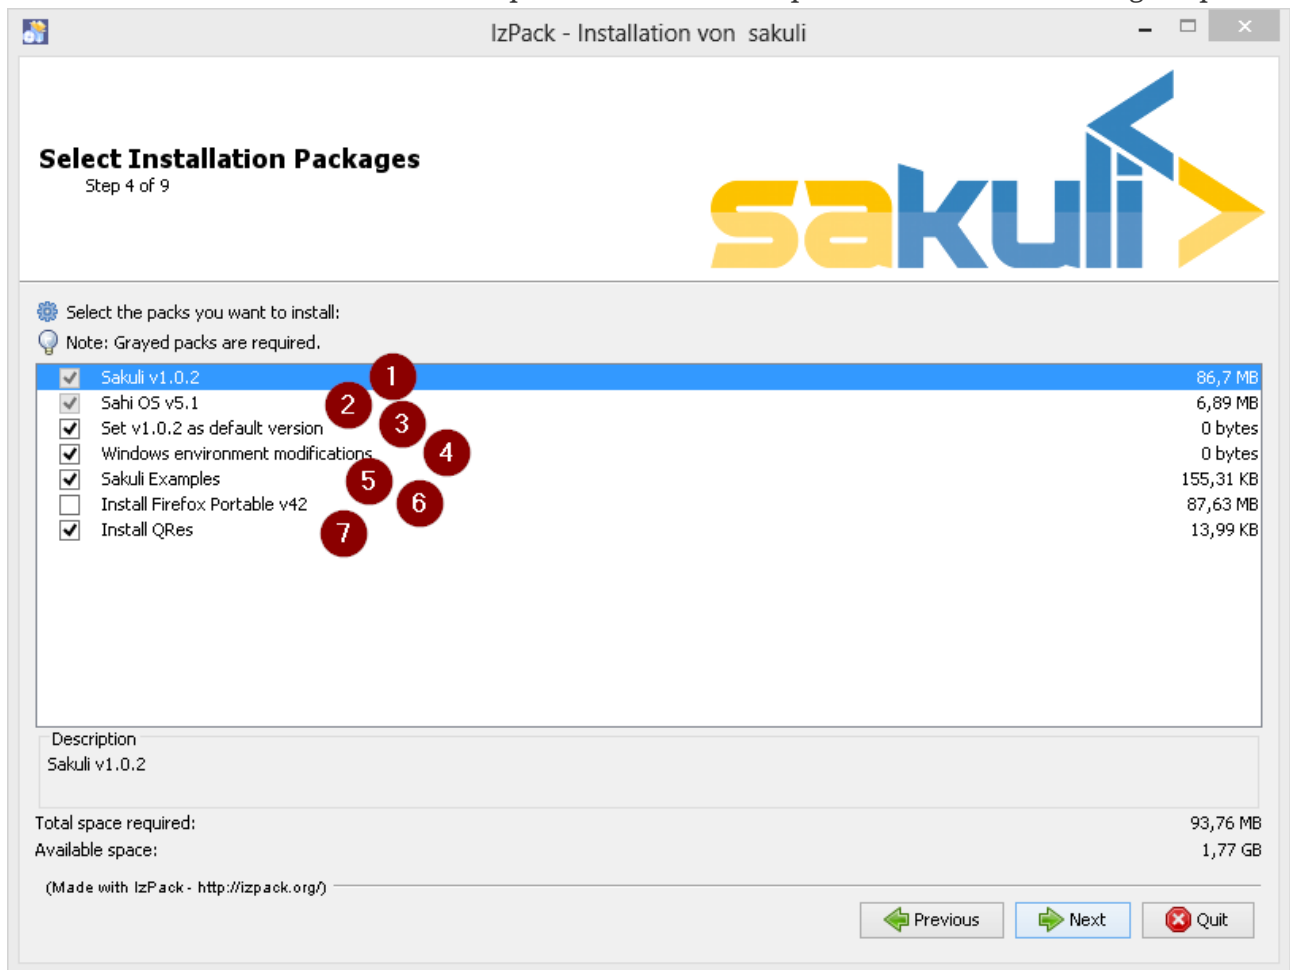 IzPack - Installation von sakuli
Select Installation Packages
Step 4 of 9
sakuli
Select the packs you want to install:
Note: Grayed packs are required.
Sakuli v1.0.2 1 86,7 MB
Sahi OS v5.1 2 6,89 MB
Set v1.0.2 as default version 3 0 bytes
Windows environment modifications 4 0 bytes
Sakuli Examples 5 155,31 KB
Install Firefox Portable v42 6 87,63 MB
Install QRes 7 13,99 KB
Description
Sakuli v1.0.2
Total space required: 93,76 MB
Available space: 1,77 GB
(Made with IzPack - http://izpack.org/)
Previous Next Quit